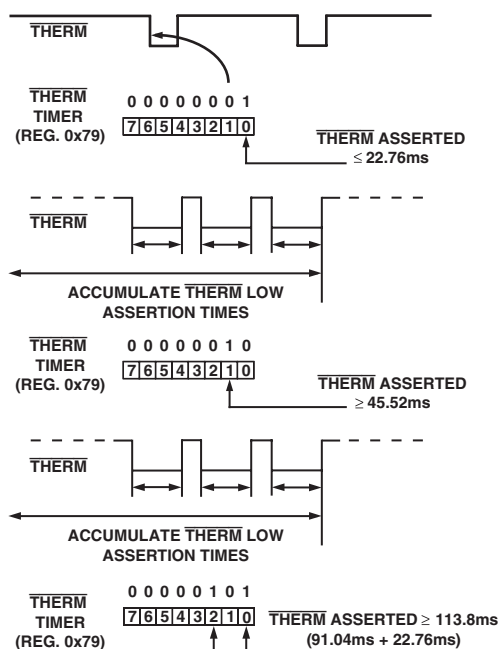 THERM
THERM
TIMER
(REG. 0x79)
0 0 0 0 0 0 0 1
7 6 5 4 3 2 1 0
THERM ASSERTED
≤ 22.76ms
THERM
ACCUMULATE THERM LOW
ASSERTION TIMES
THERM
TIMER
(REG. 0x79)
0 0 0 0 0 0 1 0
7 6 5 4 3 2 1 0
THERM ASSERTED
≥ 45.52ms
THERM
ACCUMULATE THERM LOW
ASSERTION TIMES
THERM
TIMER
(REG. 0x79)
0 0 0 0 0 1 0 1
7 6 5 4 3 2 1 0
THERM ASSERTED ≥ 113.8ms
(91.04ms + 22.76ms)